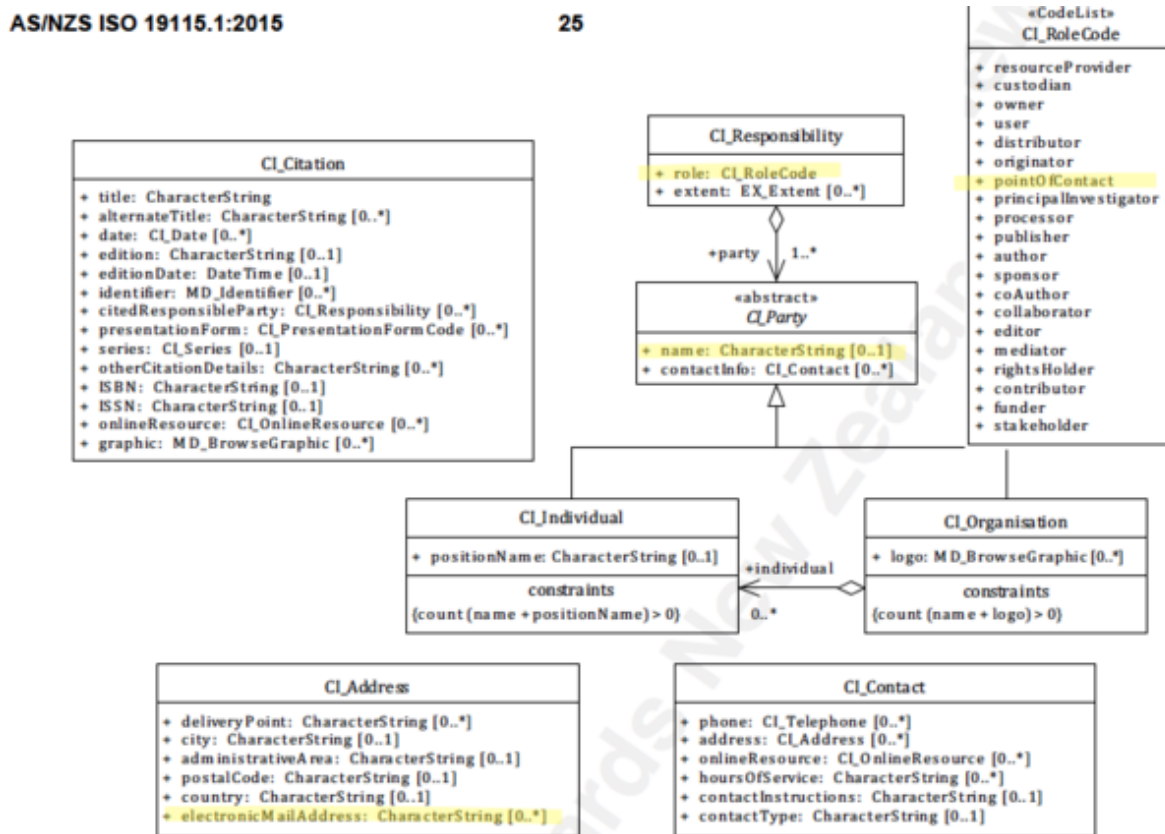 AS/NZS ISO 19115.1:2015
25
«CodeList»
CI_RoleCode
+ resourceProvider
+ custodian
+ owner
+ user
+ distributor
+ originator
+ pointOfContact
+ principalInvestigator
+ processor
+ publisher
+ author
+ sponsor
+ coAuthor
+ collaborator
+ editor
+ mediator
+ rightsHolder
+ contributor
+ funder
+ stakeholder
CI_Responsibility
+ role: CI_RoleCode
+ extent: EX_Extent [0..*]
+party
1..*
«abstract»
CI_Party
+ name: CharacterString [0..1]
+ contactInfo: CI_Contact [0..*]
CI_Citation
+ title: CharacterString
+ alternateTitle: CharacterString [0..*]
+ date: CI_Date [0..*]
+ edition: CharacterString [0..1]
+ editionDate: DateTime [0..1]
+ identifier: MD_Identifier [0..*]
+ citedResponsibleParty: CI_Responsibility [0..*]
+ presentationForm: CI_PresentationFormCode [0..*]
+ series: CI_Series [0..1]
+ otherCitationDetails: CharacterString [0..*]
+ ISBN: CharacterString [0..1]
+ ISSN: CharacterString [0..1]
+ onlineResource: CI_OnlineResource [0..*]
+ graphic: MD_BrowseGraphic [0..*]
CI_Individual
+ positionName: CharacterString [0..1]
constraints
{count (name + positionName) > 0}
+individual
0..*
CI_Organisation
+ logo: MD_BrowseGraphic [0..*]
constraints
{count (name + logo) > 0}
CI_Address
+ deliveryPoint: CharacterString [0..*]
+ city: CharacterString [0..1]
+ administrativeArea: CharacterString [0..1]
+ postalCode: CharacterString [0..1]
+ country: CharacterString [0..1]
+ electronicMailAddress: CharacterString [0..*]
CI_Contact
+ phone: CI_Telephone [0..*]
+ address: CI_Address [0..*]
+ onlineResource: CI_OnlineResource [0..*]
+ hoursOfService: CharacterString [0..*]
+ contactInstructions: CharacterString [0..1]
+ contactType: CharacterString [0..1]